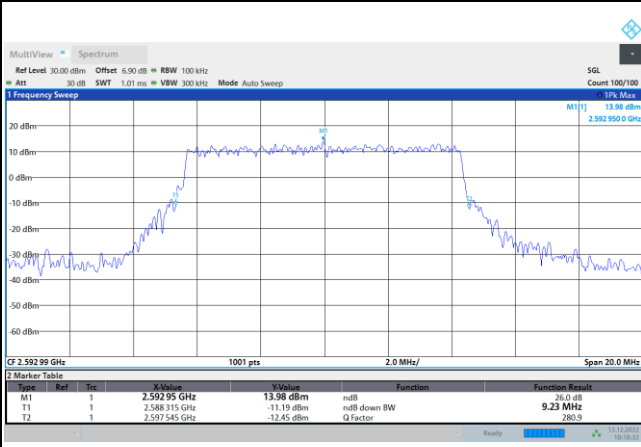 MultiView Spectrum
Ref Level 30.00 dBm Offset 6.90 dB RBW 100 kHz SGL
Att 30 dB SWT 1.01 ms VBW 300 kHz Mode Auto Sweep Count 100/100
1 Frequency Sweep 1Pk Max
M1[1] 13.98 dBm
2.592 950 0 GHz
M1
20 dBm
10 dBm
0 dBm
T1
T2
-10 dBm
-20 dBm
-30 dBm
-40 dBm
-50 dBm
-60 dBm
CF 2.592 99 GHz 1001 pts 2.0 MHz/ Span 20.0 MHz
2 Marker Table
Type Ref Trc X-Value Y-Value Function Function Result
M1 1 2.592 95 GHz 13.98 dBm ndB 26.0 dB
T1 1 2.588 315 GHz -11.19 dBm ndB down BW 9.23 MHz
T2 1 2.597 545 GHz -12.45 dBm Q Factor 280.9
Ready 13.12.2022